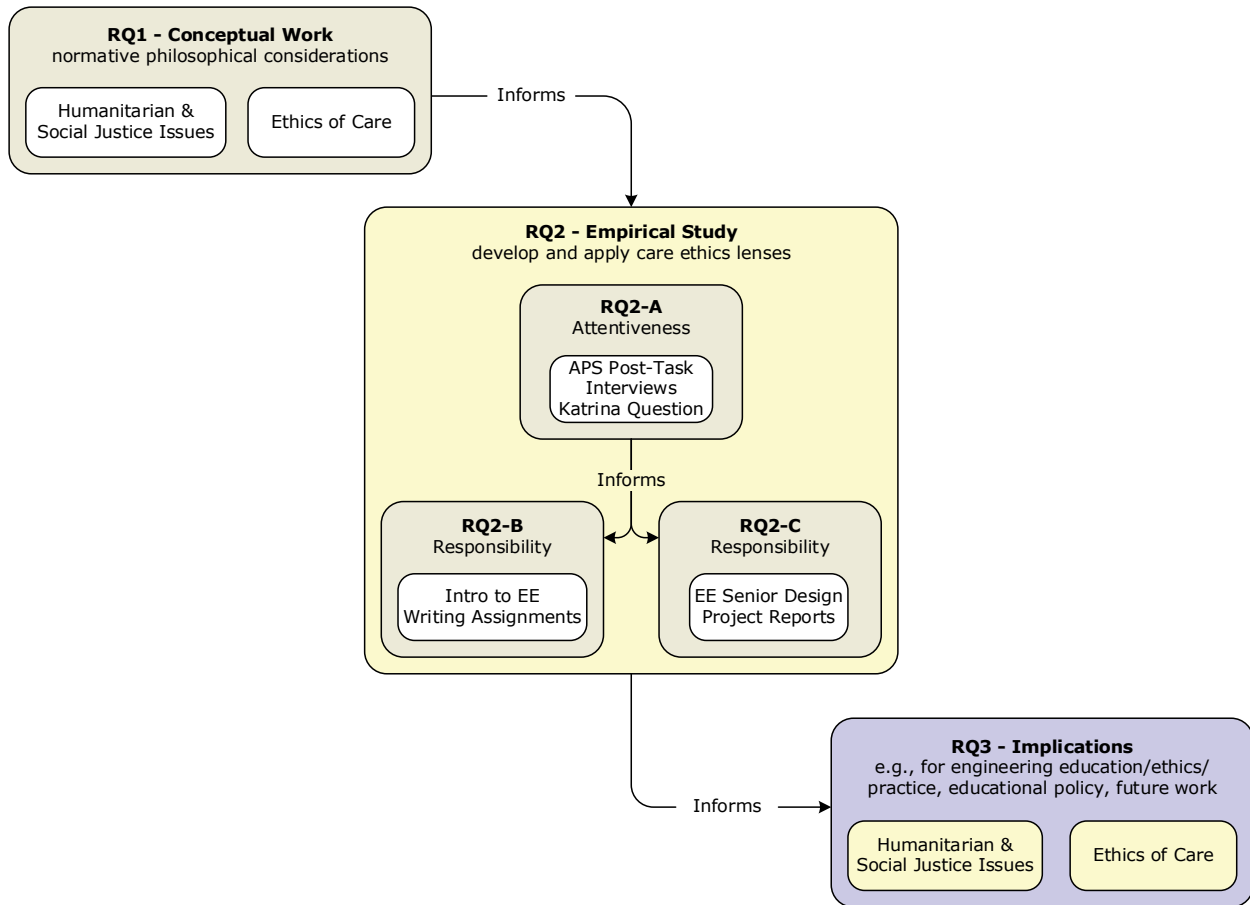 RQ1 - Conceptual Work
normative philosophical considerations
Humanitarian &
Social Justice Issues
Ethics of Care
Informs
RQ2 - Empirical Study
develop and apply care ethics lenses
RQ2-A
Attentiveness
APS Post-Task
Interviews
Katrina Question
Informs
RQ2-B
Responsibility
Intro to EE
Writing Assignments
RQ2-C
Responsibility
EE Senior Design
Project Reports
Informs
RQ3 - Implications
e.g., for engineering education/ethics/
practice, educational policy, future work
Humanitarian &
Social Justice Issues
Ethics of Care